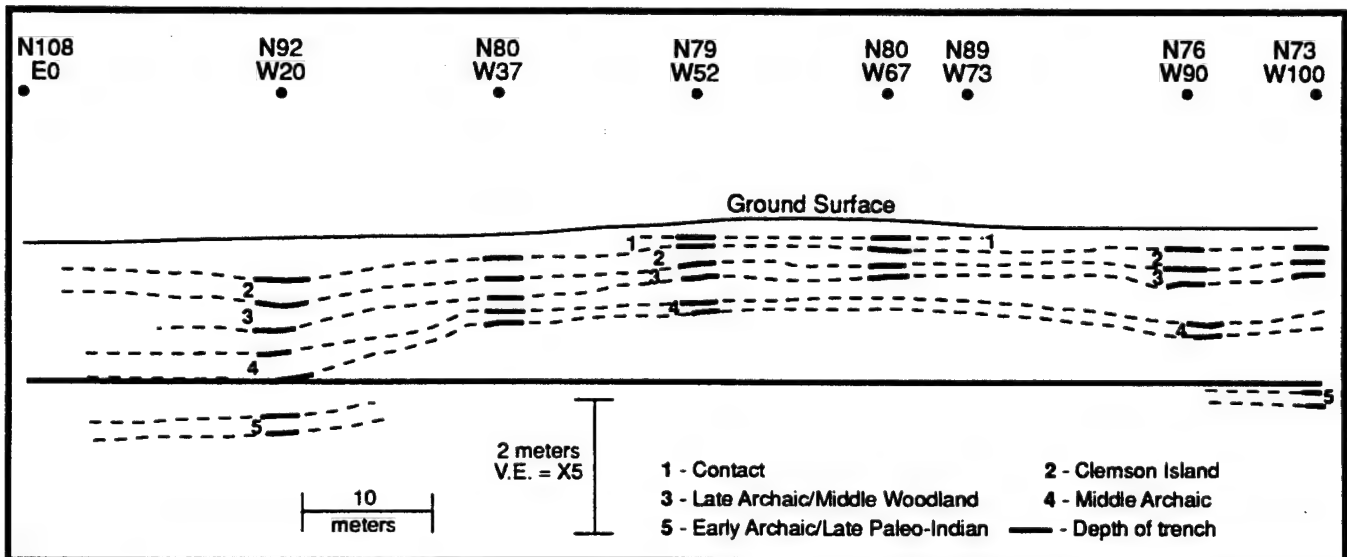 N108 N92 N80 N79 N80 N89 N76 N73
E0 W20 W37 W52 W67 W73 W90 W100
Ground Surface
1 1
2 2
2 3 3
3
4 4
4
5
5
2 meters
V.E. = X5
10
meters
1 - Contact 2 - Clemson Island
3 - Late Archaic/Middle Woodland 4 - Middle Archaic
5 - Early Archaic/Late Paleo-Indian - Depth of trench